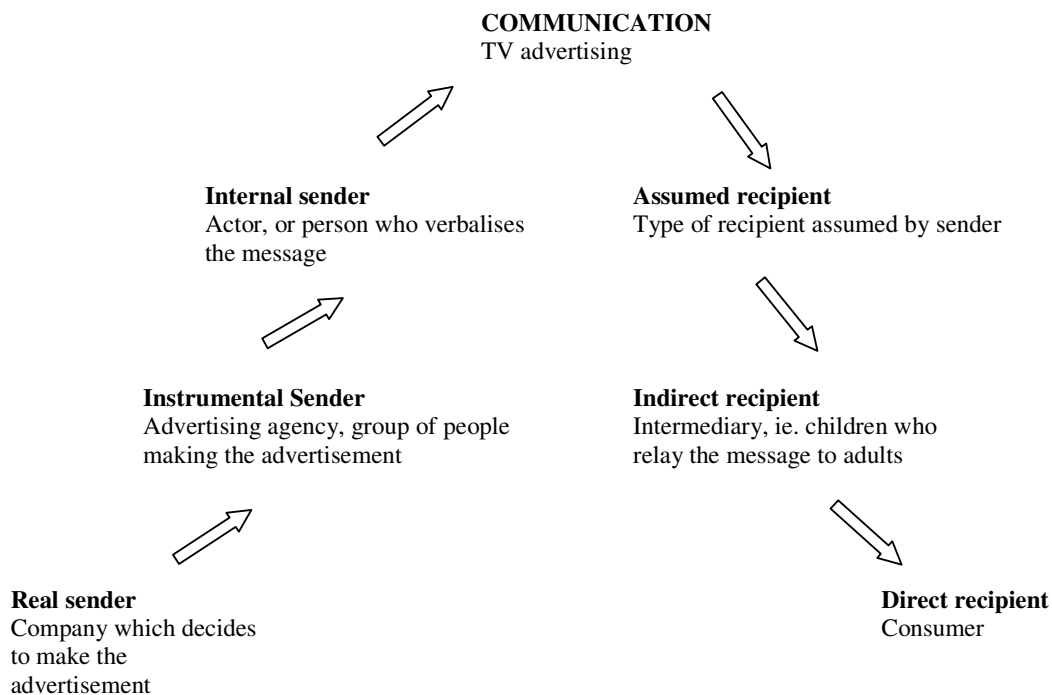 COMMUNICATION
TV advertising
Internal sender
Actor, or person who verbalises
the message
Assumed recipient
Type of recipient assumed by sender
Instrumental Sender
Advertising agency, group of people
making the advertisement
Indirect recipient
Intermediary, ie. children who
relay the message to adults
Real sender
Company which decides
to make the
advertisement
Direct recipient
Consumer